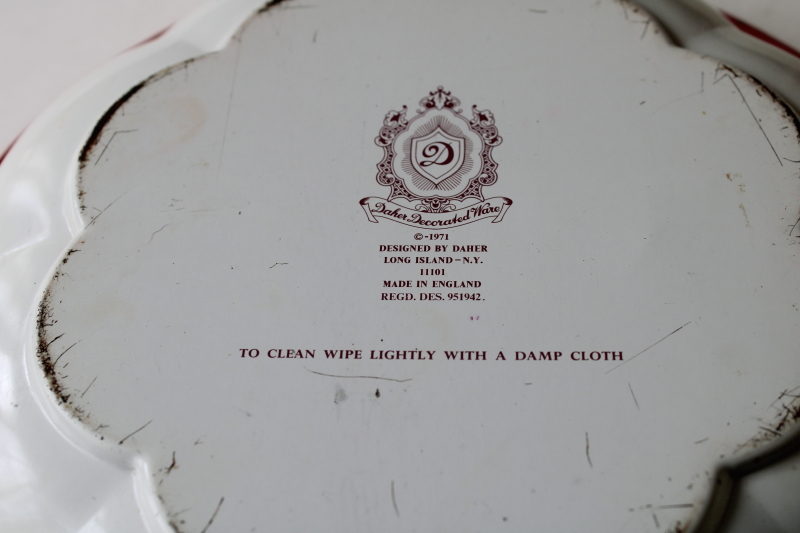 D
Daher Decorated Ware
©-1971
DESIGNED BY DAHER
LONG ISLAND-N.Y.
11101
MADE IN ENGLAND
REGD. DES. 951942.
TO CLEAN WIPE LIGHTLY WITH A DAMP CLOTH